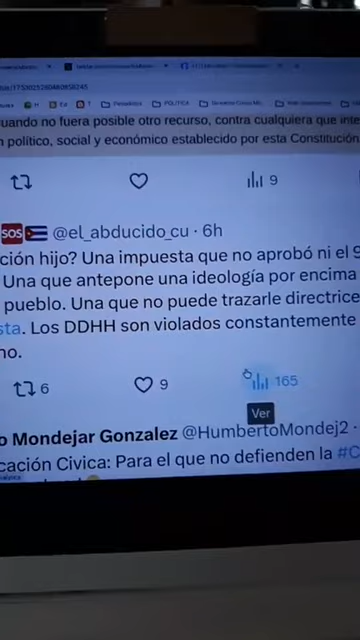 uando no fuera posible otro recurso, contra cualquiera que inte
n político, social y económico establecido por esta Constitución
9
SOS @el_abducido_cu · 6h
ción hijo? Una impuesta que no aprobó ni el 9
Una que antepone una ideología por encima
pueblo. Una que no puede trazarle directrice
sta. Los DDHH son violados constantemente
no.
6 9 165
Ver
o Mondejar Gonzalez @HumbertoMondej2 ·
cación Civica: Para el que no defienden la #C